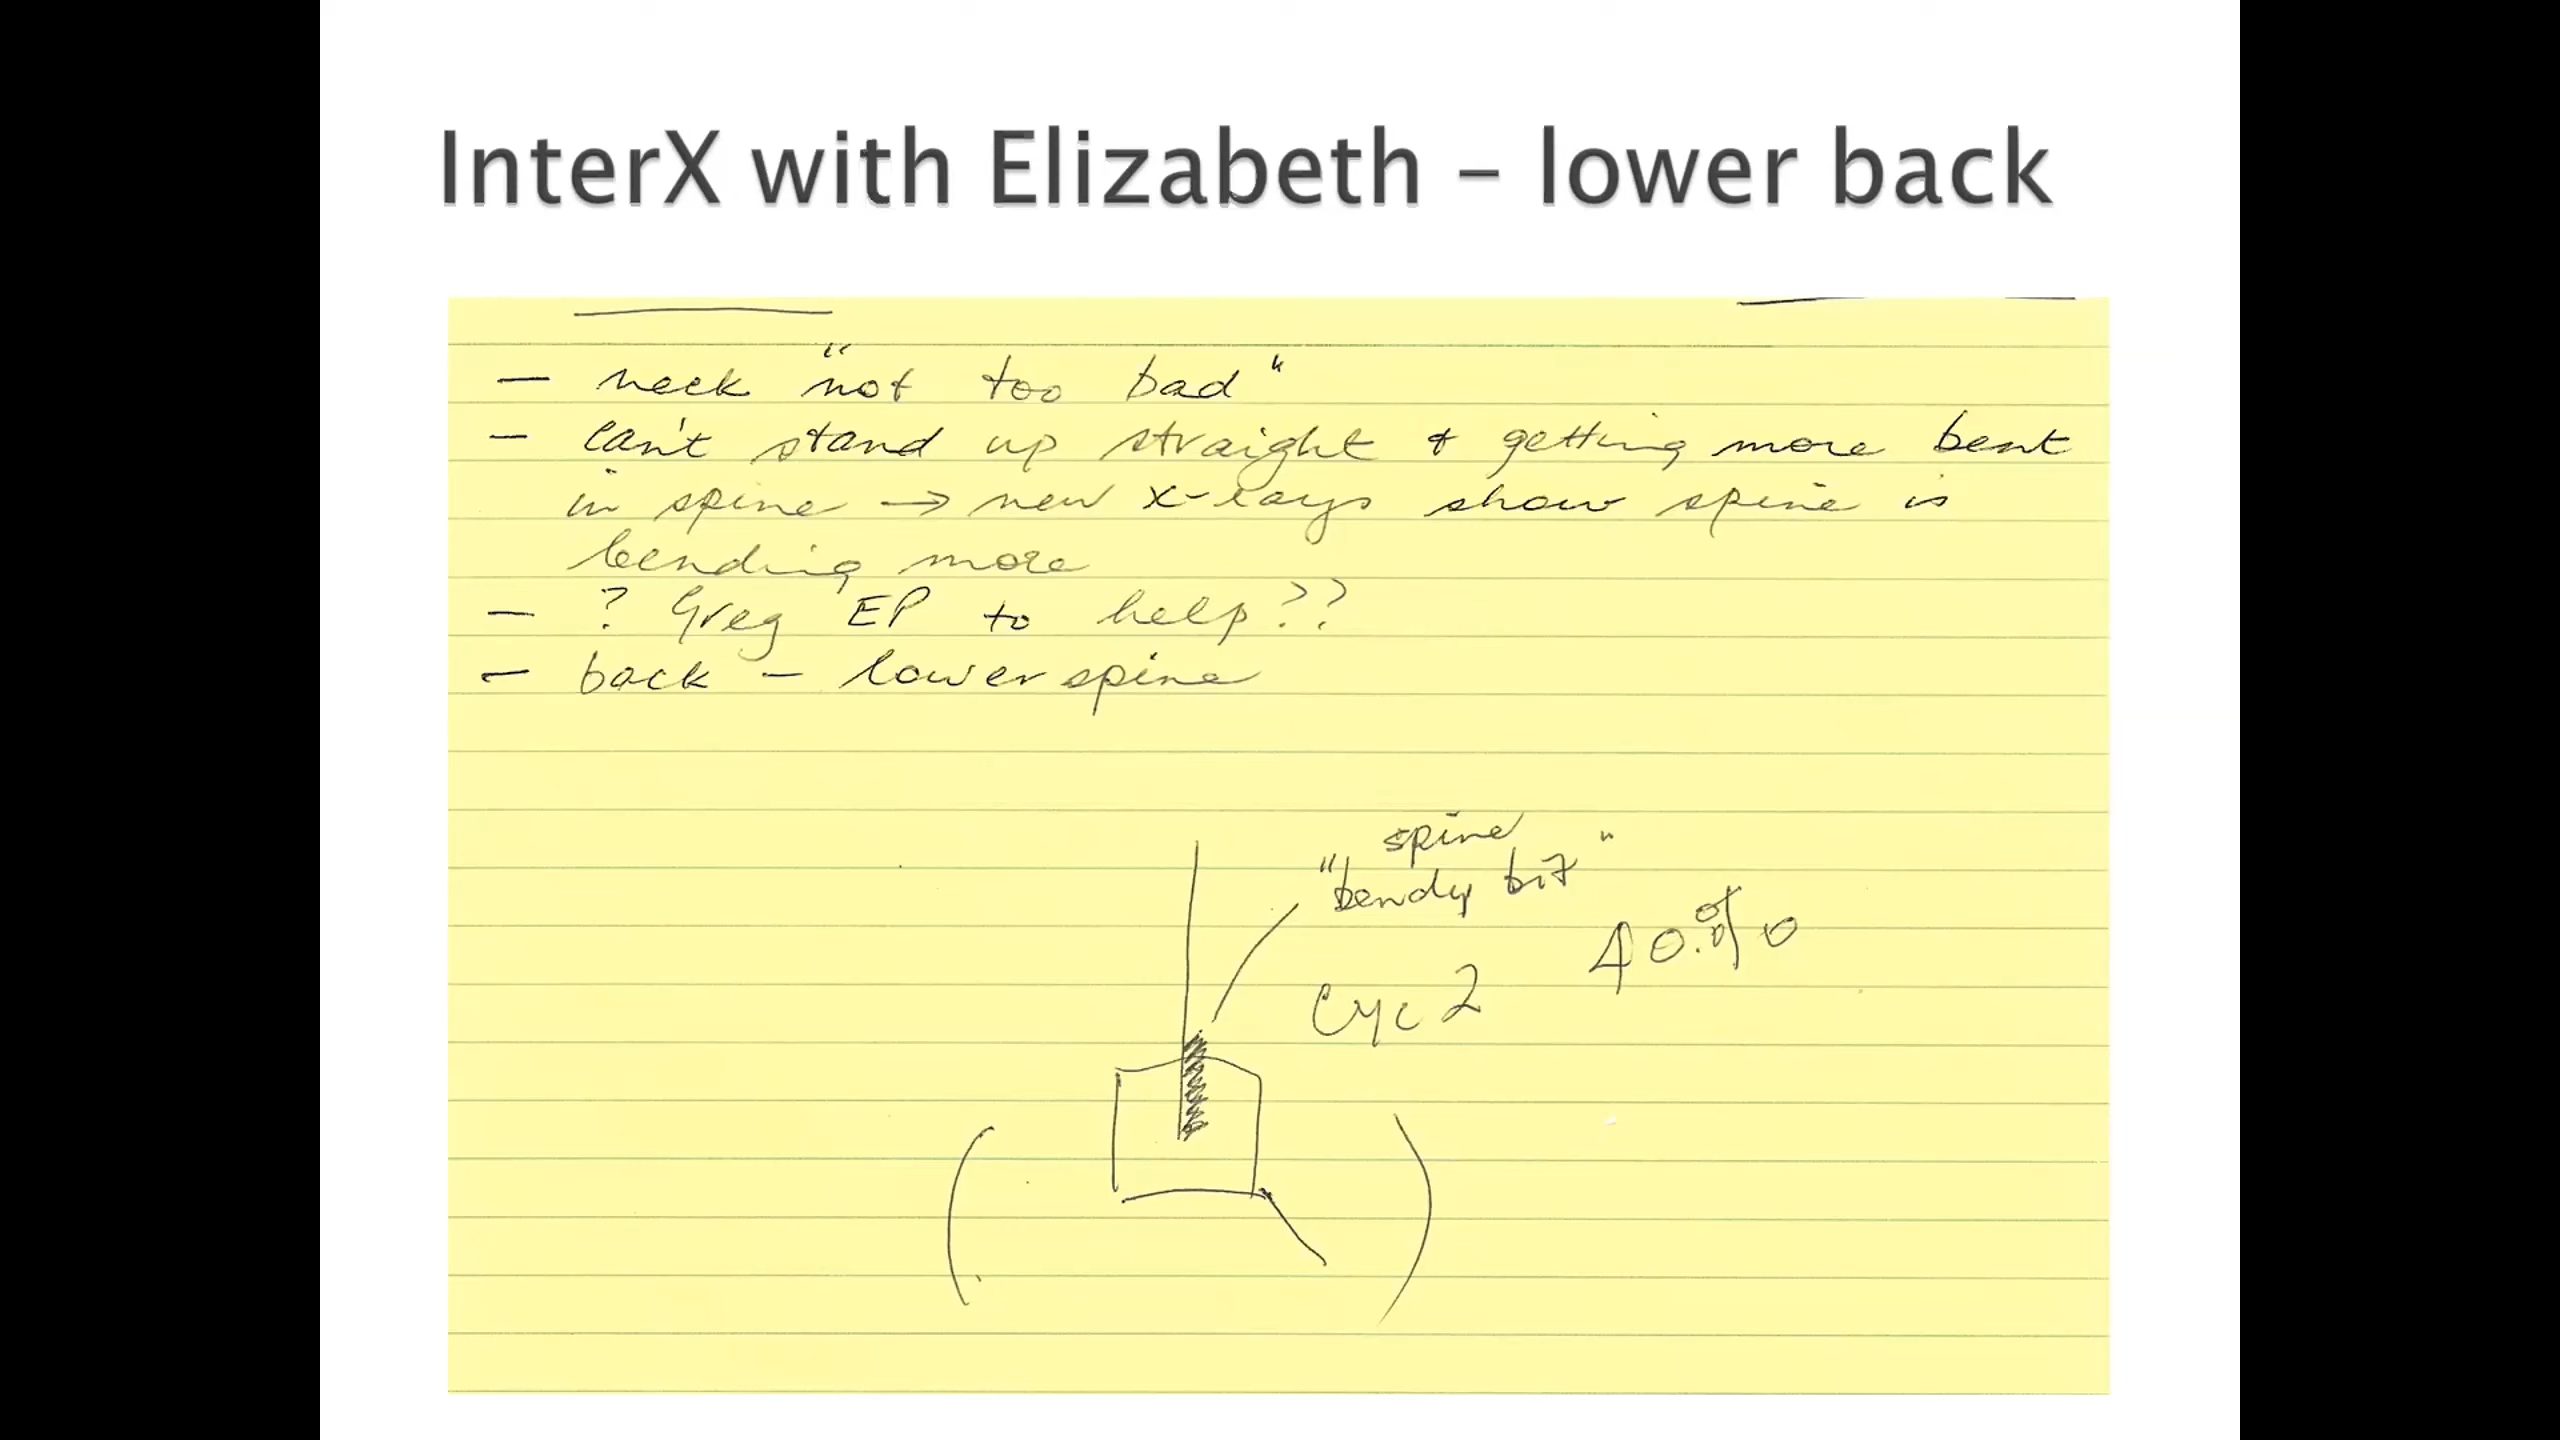 InterX with Elizabeth – lower back
— neck "not too bad"
— can't stand up straight & getting more bent
in spine → new x-rays show spine is
bending more
— ? Greg EP to help??
— back – lower spine
spine
"bendy bit"
Cyc 2